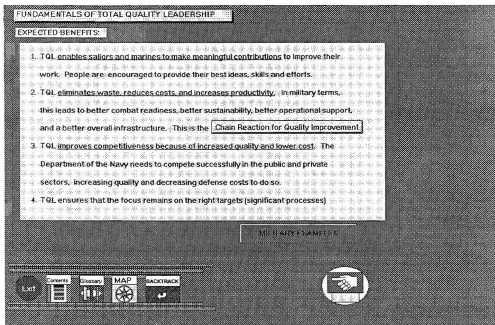 FUNDAMENTALS OF TOTAL QUALITY LEADERSHIP
EXPECTED BENEFITS:
1. TQL enables sailors and marines to make meaningful contributions to improve their
work. People are encouraged to provide their best ideas, skills and efforts.
2. TQL eliminates waste, reduces costs, and increases productivity. In military terms,
this leads to better combat readiness, better sustainability, better operational support,
and a better overall infrastructure. This is the Chain Reaction for Quality Improvement
3. TQL improves competitiveness because of increased quality and lower cost. The
Department of the Navy needs to compete successfully in the public and private
sectors, increasing quality and decreasing defense costs to do so.
4. TQL ensures that the focus remains on the right targets (significant processes)
MILITARY EXAMPLES
Exit
Contents
Glossary
MAP
BACKTRACK